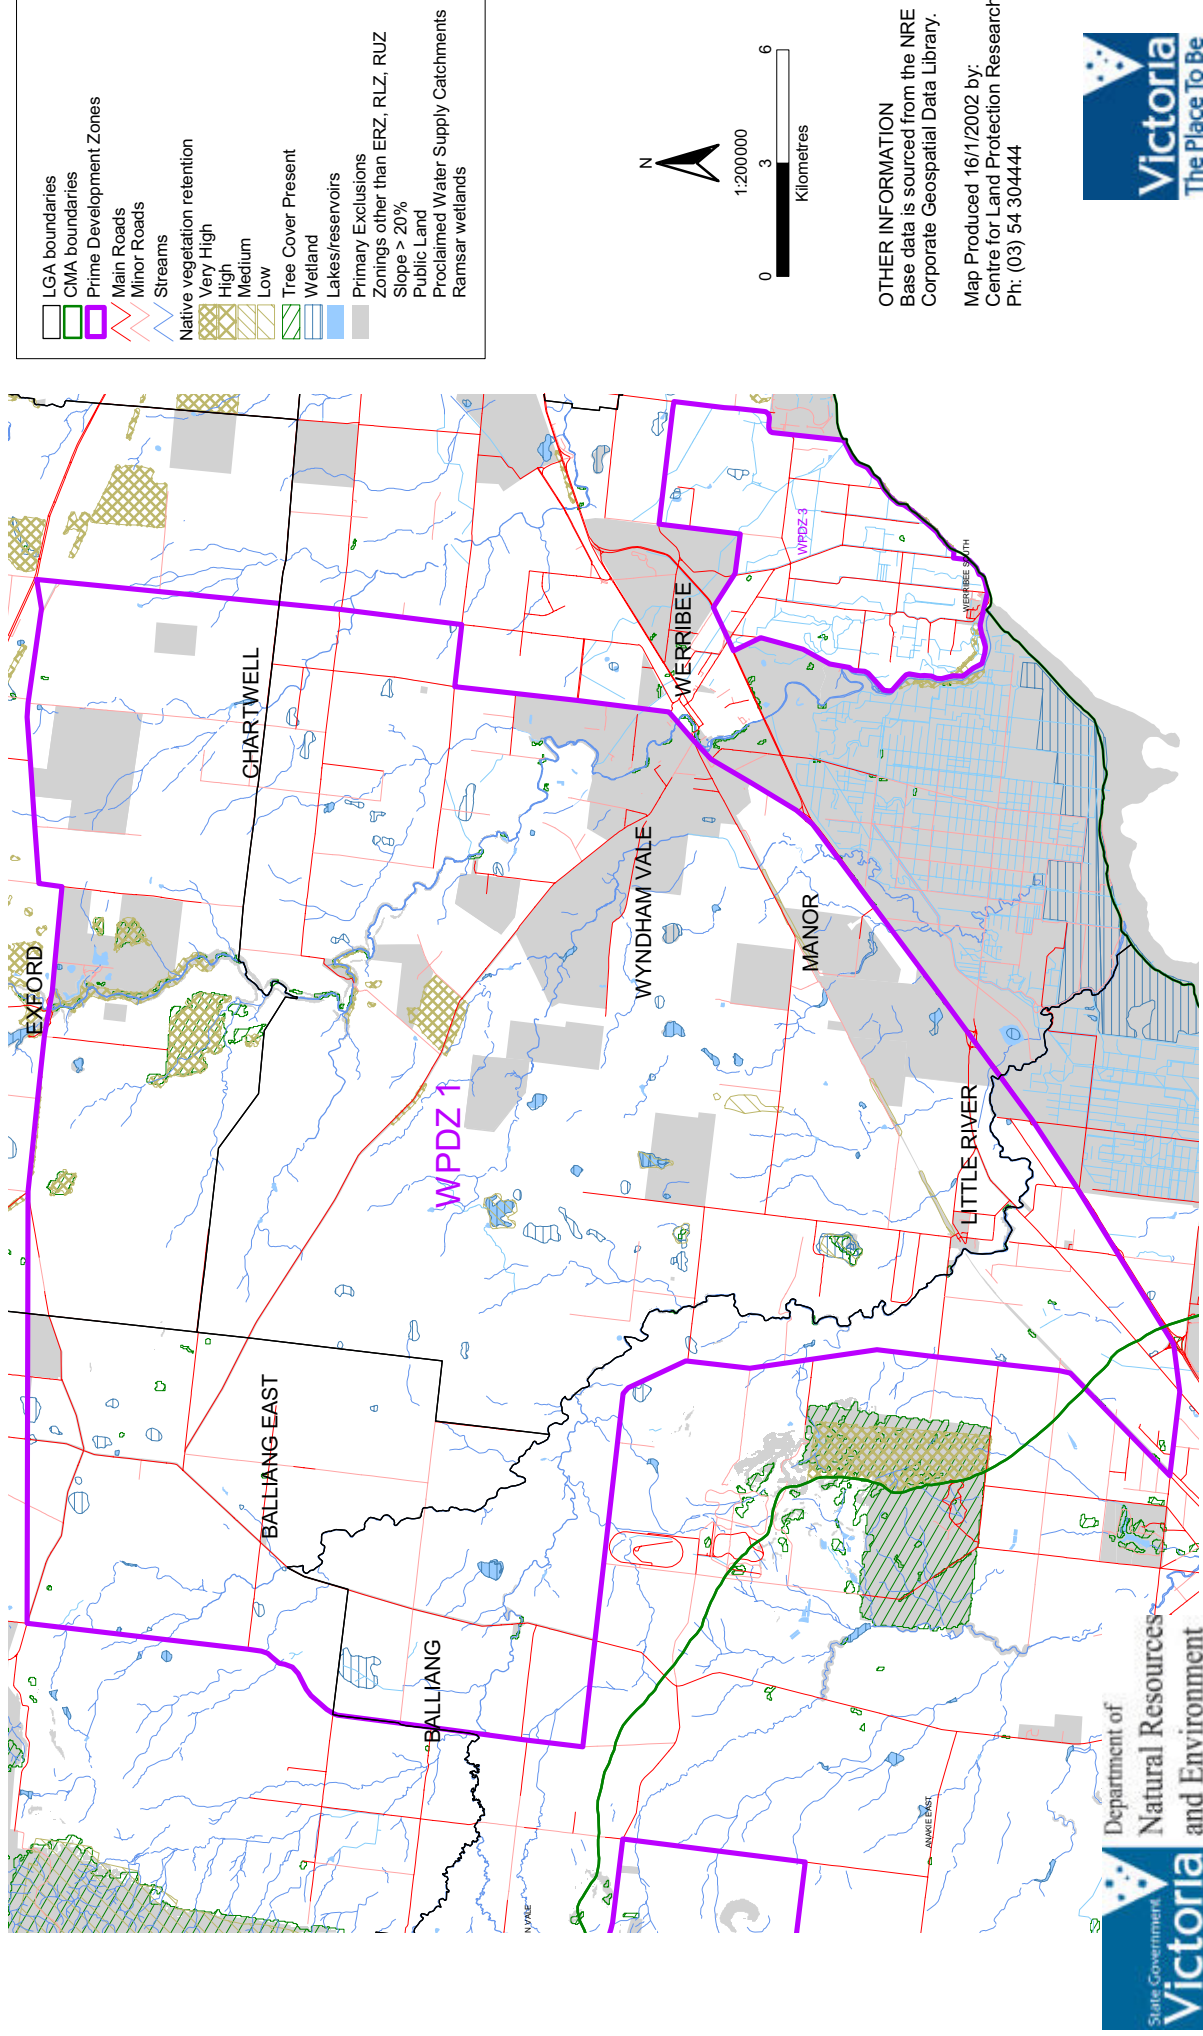 LGA boundaries
CMA boundaries
Prime Development Zones
Main Roads
Minor Roads
Streams
Native vegetation retention
Very High
High
Medium
Low
Tree Cover Present
Wetland
Lakes/reservoirs
Primary Exclusions
Zonings other than ERZ, RLZ, RUZ
Slope > 20%
Public Land
Proclaimed Water Supply Catchments
Ramsar wetlands
N
1:200000
0 3 6
Kilometres
OTHER INFORMATION
Base data is sourced from the NRE
Corporate Geospatial Data Library.
Map Produced 16/1/2002 by:
Centre for Land Protection Research
Ph: (03) 54 304444
Victoria
The Place To Be
EXFORD
CHARTWELL
WERRIBEE
WPDZ 3
WERRIBEE SOUTH
WYNDHAM VALE
MANOR
WPDZ 1
LITTLE RIVER
BALLIANG EAST
BALLIANG
ANAKIE EAST
N VALE
State Government
Victoria
Department of
Natural Resources
and Environment